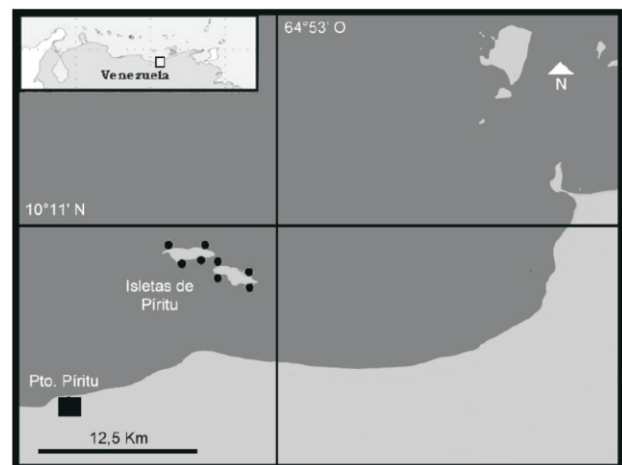 64°53' O
Venezuela
N
10°11' N
Isletas de
Píritu
Pto. Píritu
12,5 Km